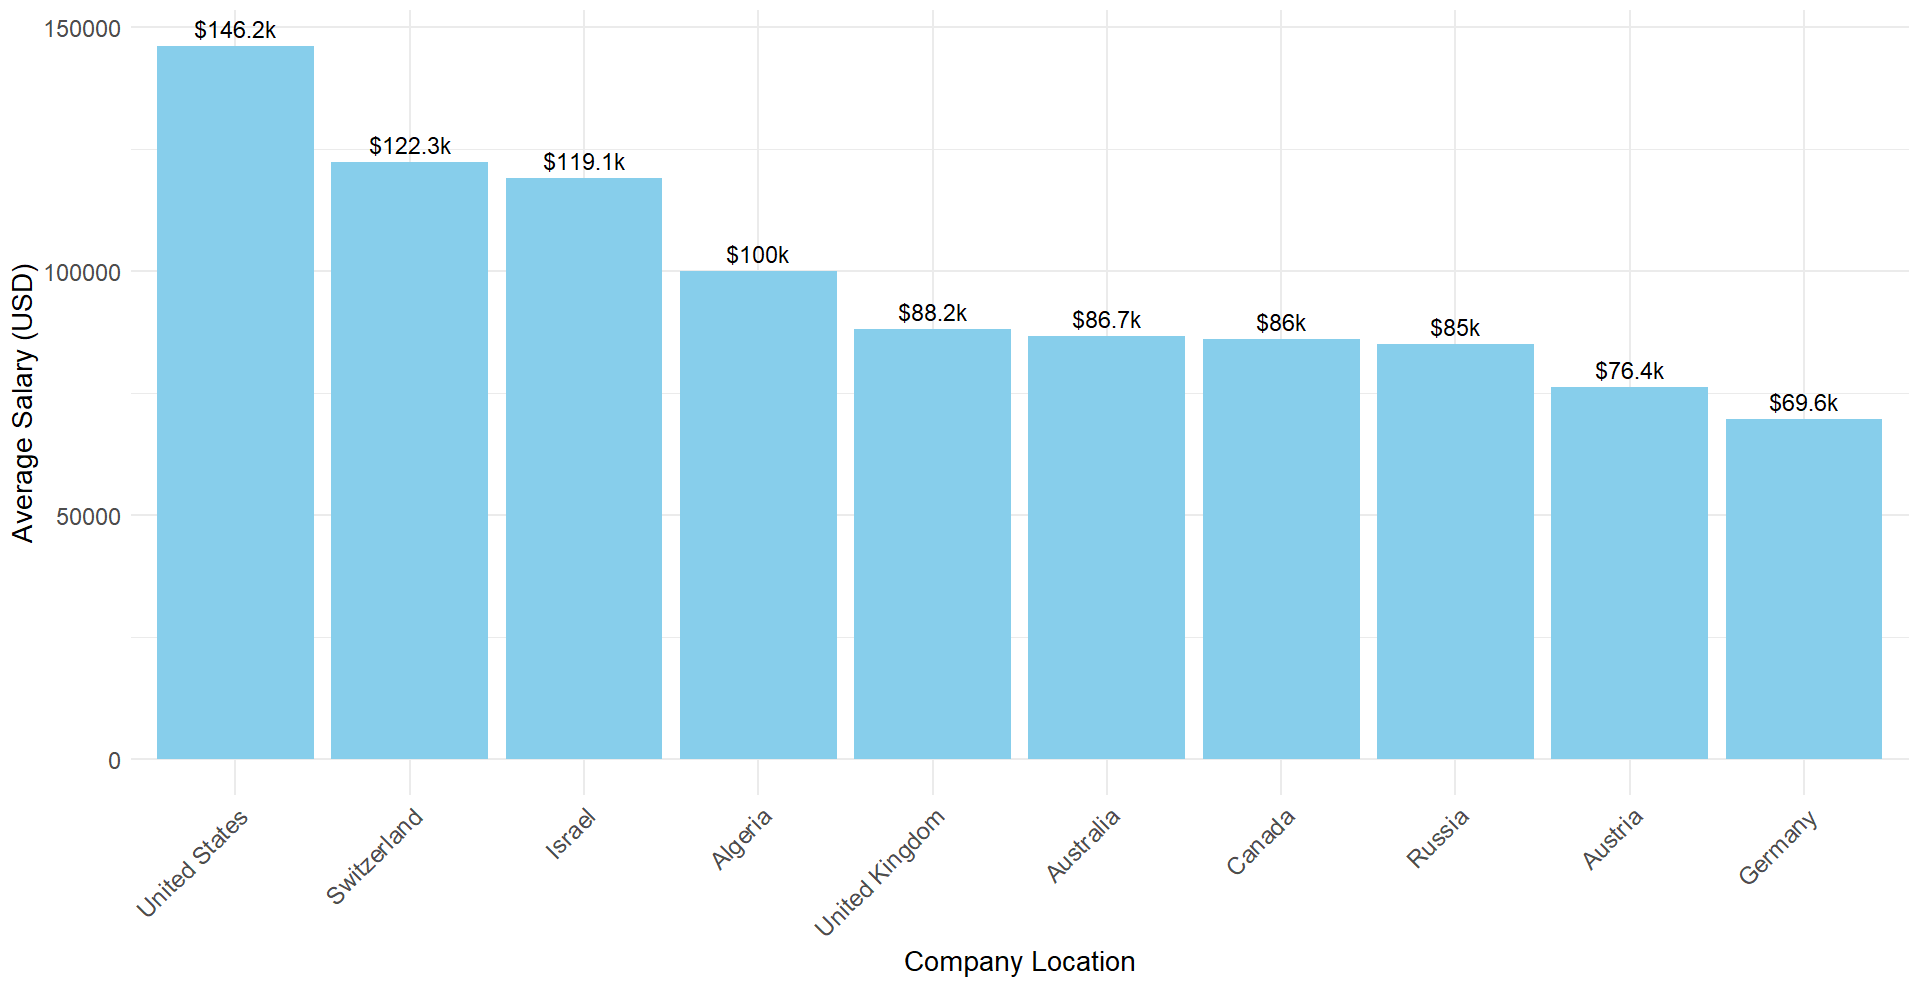 150000
100000
50000
0
Average Salary (USD)
$146.2k
$122.3k
$119.1k
$100k
$88.2k
$86.7k
$86k
$85k
$76.4k
$69.6k
United States
Switzerland
Israel
Algeria
United Kingdom
Australia
Canada
Russia
Austria
Germany
Company Location